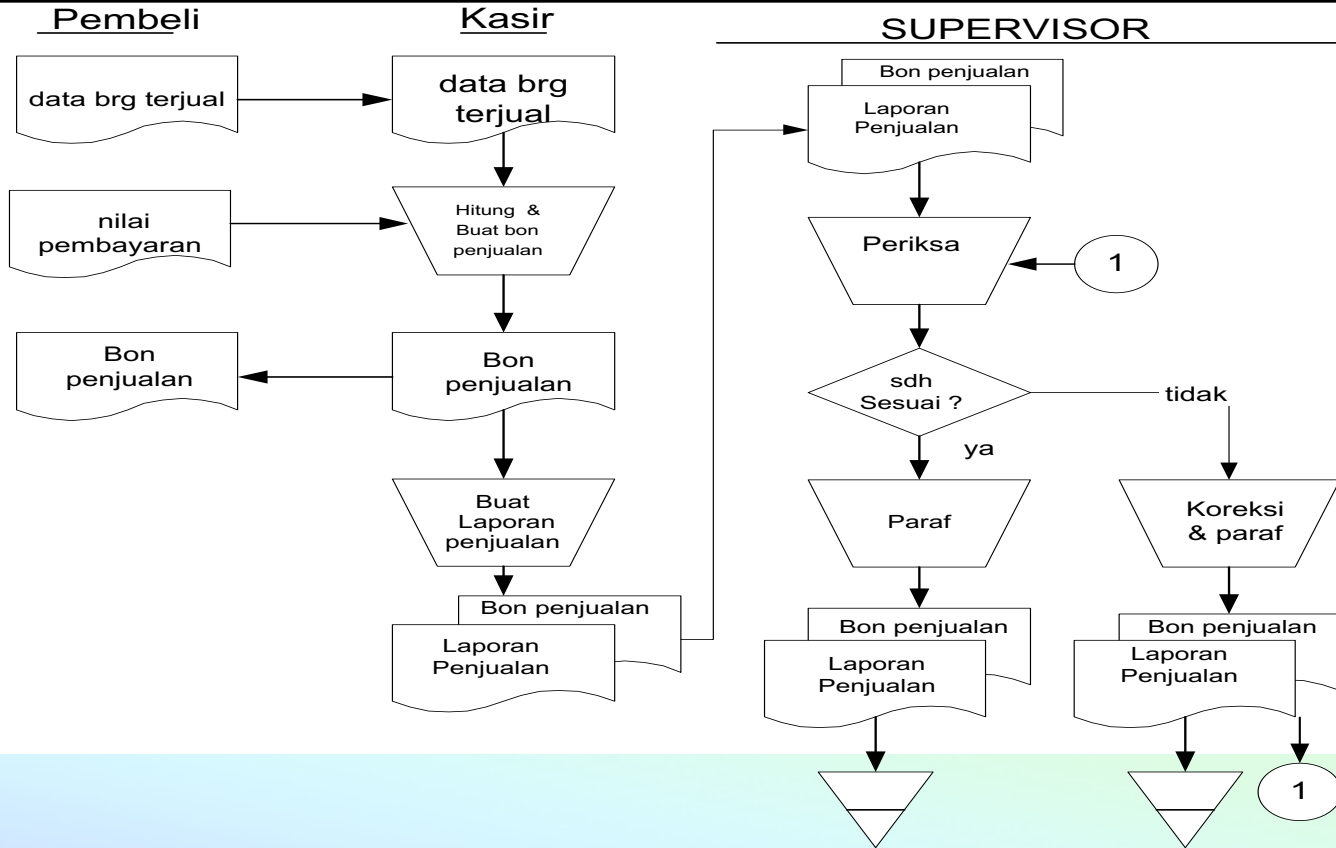 Pembeli
Kasir
SUPERVISOR
data brg terjual
data brg
terjual
nilai
pembayaran
Hitung &
Buat bon
penjualan
Bon
penjualan
Bon
penjualan
Buat
Laporan
penjualan
Bon penjualan
Laporan
Penjualan
Bon penjualan
Laporan
Penjualan
Periksa
1
sdh
Sesuai ?
tidak
ya
Paraf
Koreksi
& paraf
Bon penjualan
Laporan
Penjualan
Bon penjualan
Laporan
Penjualan
1